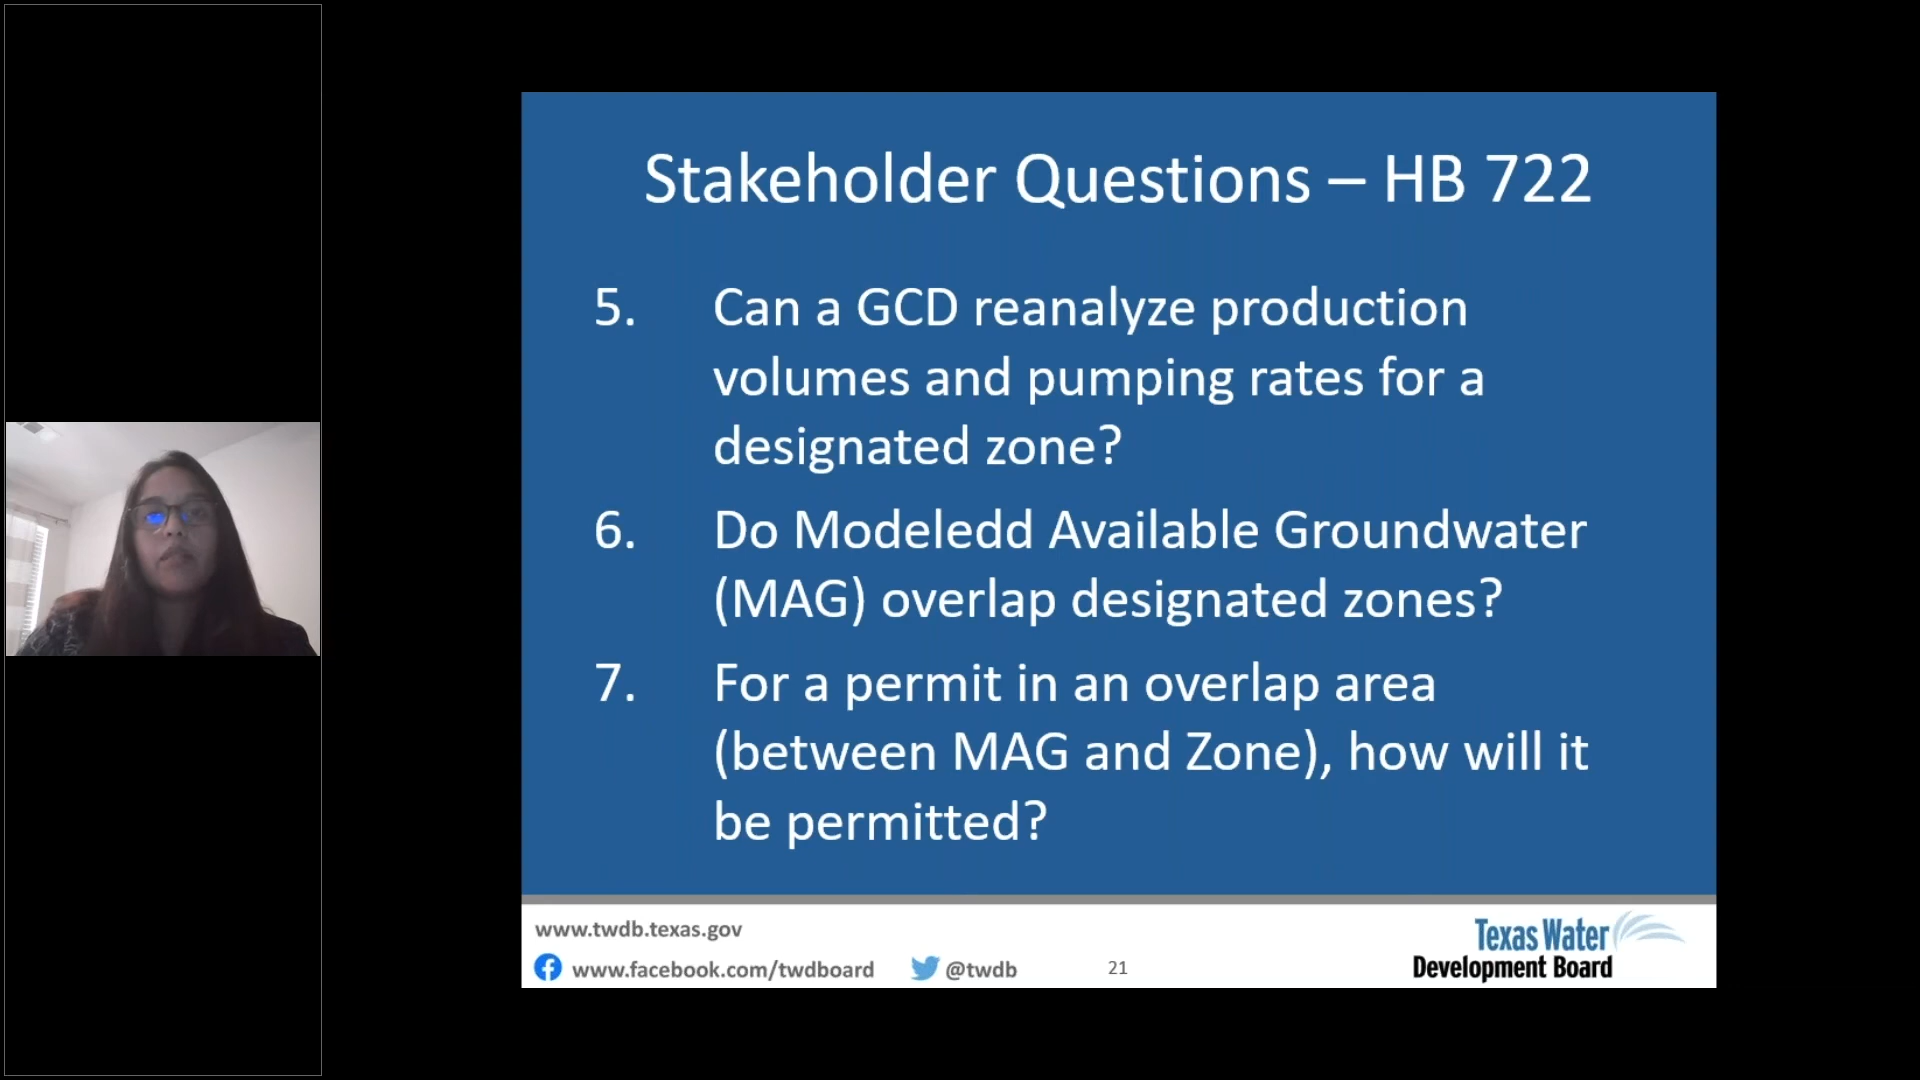 Stakeholder Questions – HB 722
5. Can a GCD reanalyze production
volumes and pumping rates for a
designated zone?
6. Do Modeledd Available Groundwater
(MAG) overlap designated zones?
7. For a permit in an overlap area
(between MAG and Zone), how will it
be permitted?
www.twdb.texas.gov
www.facebook.com/twdboard @twdb 21
Texas Water
Development Board